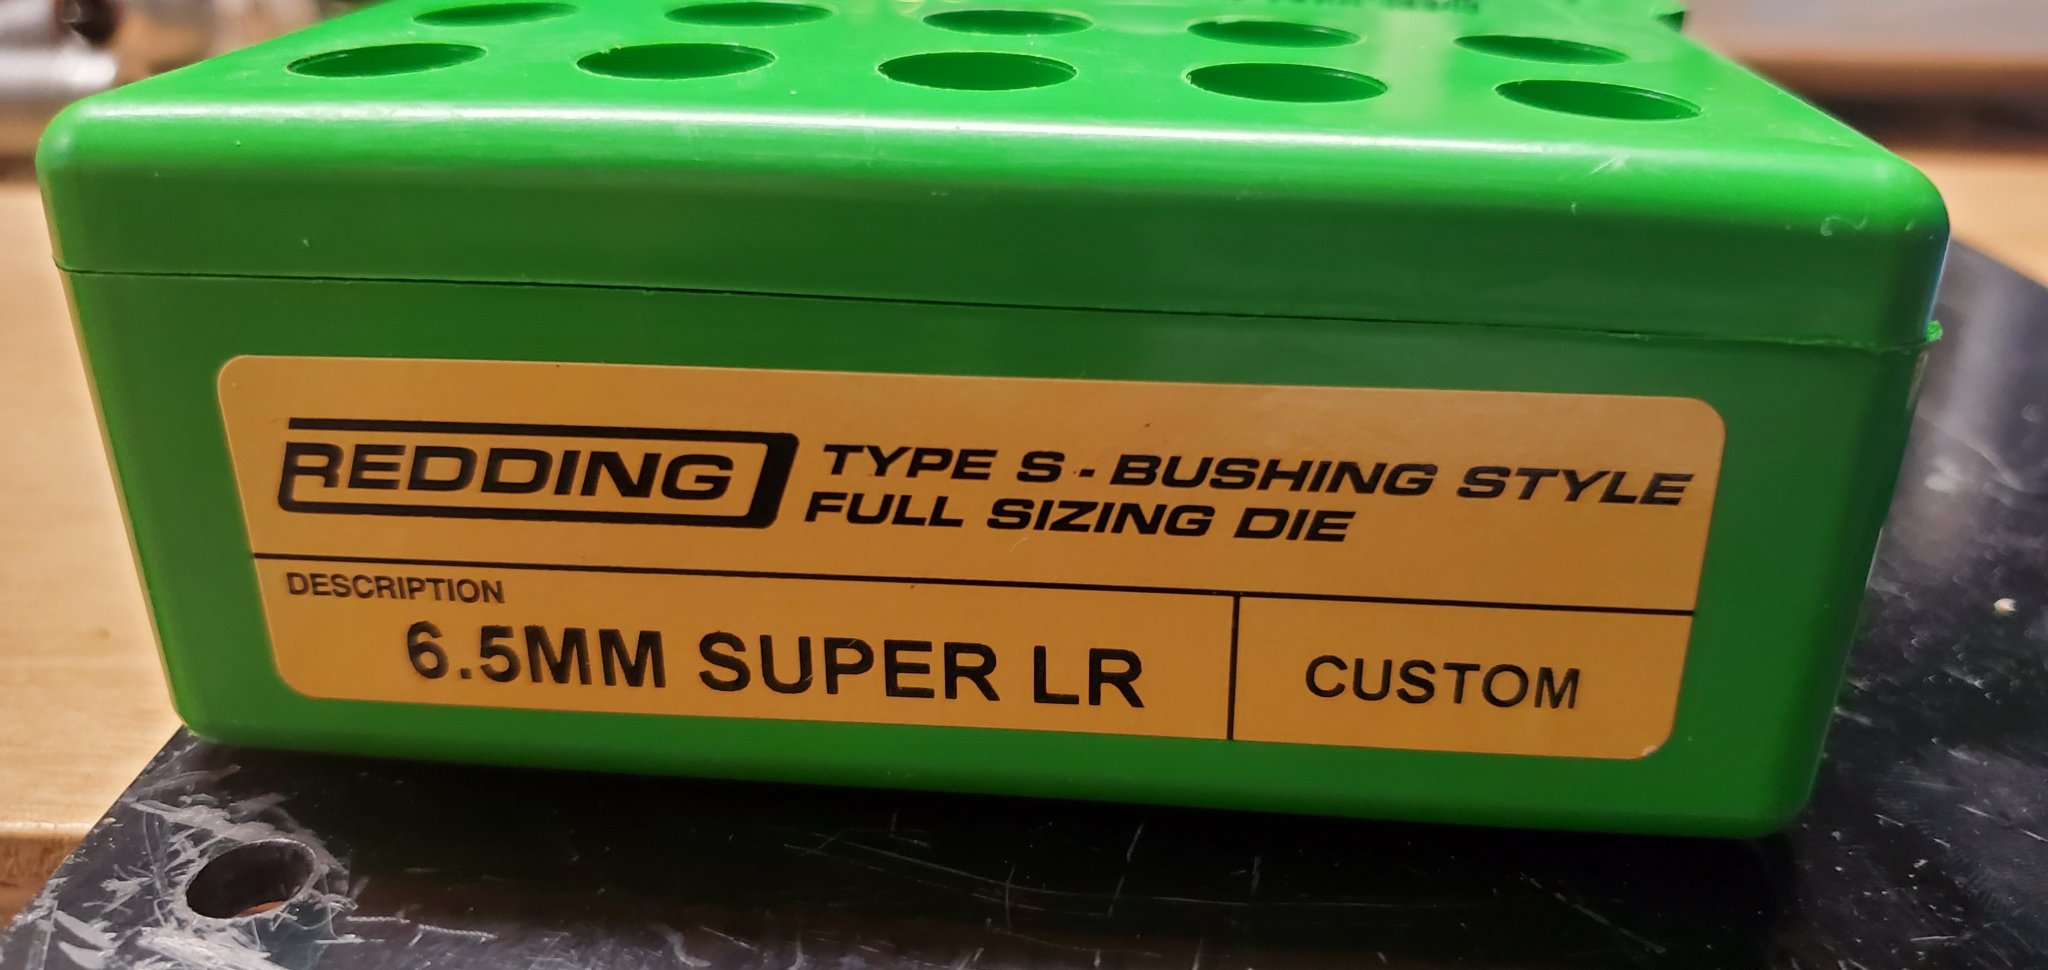 REDDING TYPE S - BUSHING STYLE
FULL SIZING DIE
DESCRIPTION
6.5MM SUPER LR CUSTOM